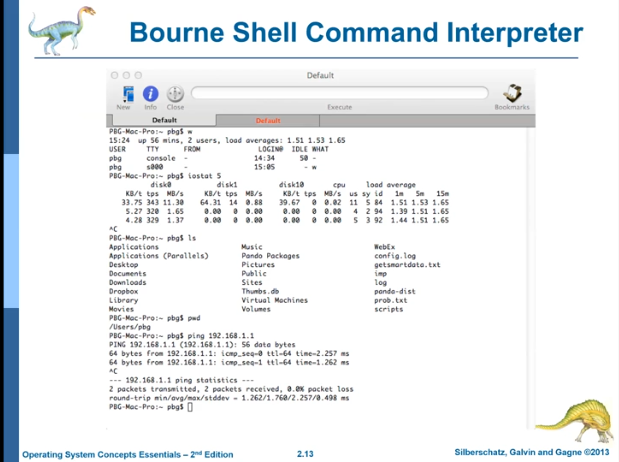 Bourne Shell Command Interpreter
Default
New Info Close Execute Bookmarks
Default Default
PBG-Mac-Pro:~ pbg$ w
15:24 up 56 mins, 2 users, load averages: 1.51 1.53 1.65
USER TTY FROM LOGIN@ IDLE WHAT
pbg console - 14:34 50 -
pbg s000 - 15:05 - w
PBG-Mac-Pro:~ pbg$ iostat 5
disk0 disk1 disk10 cpu load average
KB/t tps MB/s KB/t tps MB/s KB/t tps MB/s us sy id 1m 5m 15m
33.75 343 11.30 64.31 14 0.88 39.67 0 0.02 11 5 84 1.51 1.53 1.65
5.27 320 1.65 0.00 0 0.00 0.00 0 0.00 4 2 94 1.39 1.51 1.65
4.28 329 1.37 0.00 0 0.00 0.00 0 0.00 5 3 92 1.44 1.51 1.65
^C
PBG-Mac-Pro:~ pbg$ ls
Applications Music WebEx
Applications (Parallels) Pando Packages config.log
Desktop Pictures getsmartdata.txt
Documents Public imp
Downloads Sites log
Dropbox Thumbs.db panda-dist
Library Virtual Machines prob.txt
Movies Volumes scripts
PBG-Mac-Pro:~ pbg$ pwd
/Users/pbg
PBG-Mac-Pro:~ pbg$ ping 192.168.1.1
PING 192.168.1.1 (192.168.1.1): 56 data bytes
64 bytes from 192.168.1.1: icmp_seq=0 ttl=64 time=2.257 ms
64 bytes from 192.168.1.1: icmp_seq=1 ttl=64 time=1.262 ms
^C
--- 192.168.1.1 ping statistics ---
2 packets transmitted, 2 packets received, 0.0% packet loss
round-trip min/avg/max/stddev = 1.262/1.760/2.257/0.498 ms
PBG-Mac-Pro:~ pbg$
Operating System Concepts Essentials – 2nd Edition 2.13 Silberschatz, Galvin and Gagne ©2013